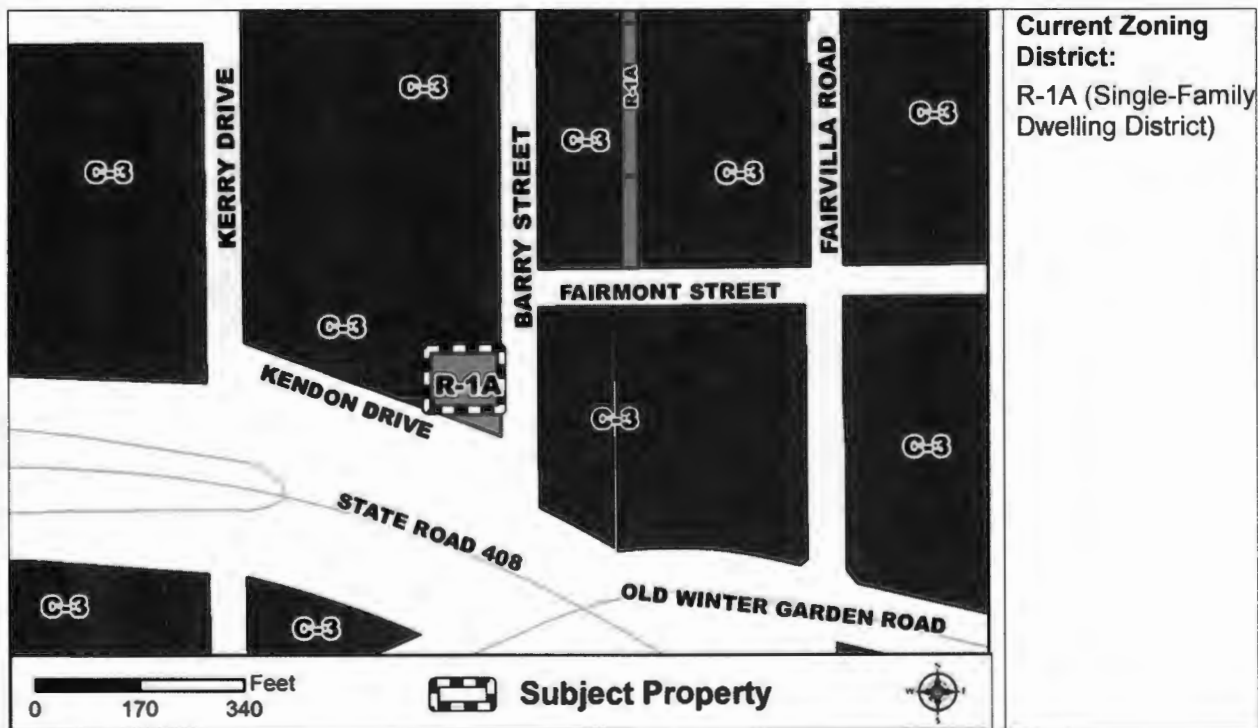 Current Zoning
District:
R-1A (Single-Family
Dwelling District)
C-3
C-3
C-3
R-1A
C-3
C-3
KERRY DRIVE
BARRY STREET
FAIRVILLA ROAD
FAIRMONT STREET
C-3
R-1A
KENDON DRIVE
C-3
C-3
STATE ROAD 408
OLD WINTER GARDEN ROAD
C-3
C-3
Feet
0 170 340
Subject Property
N
W E
S